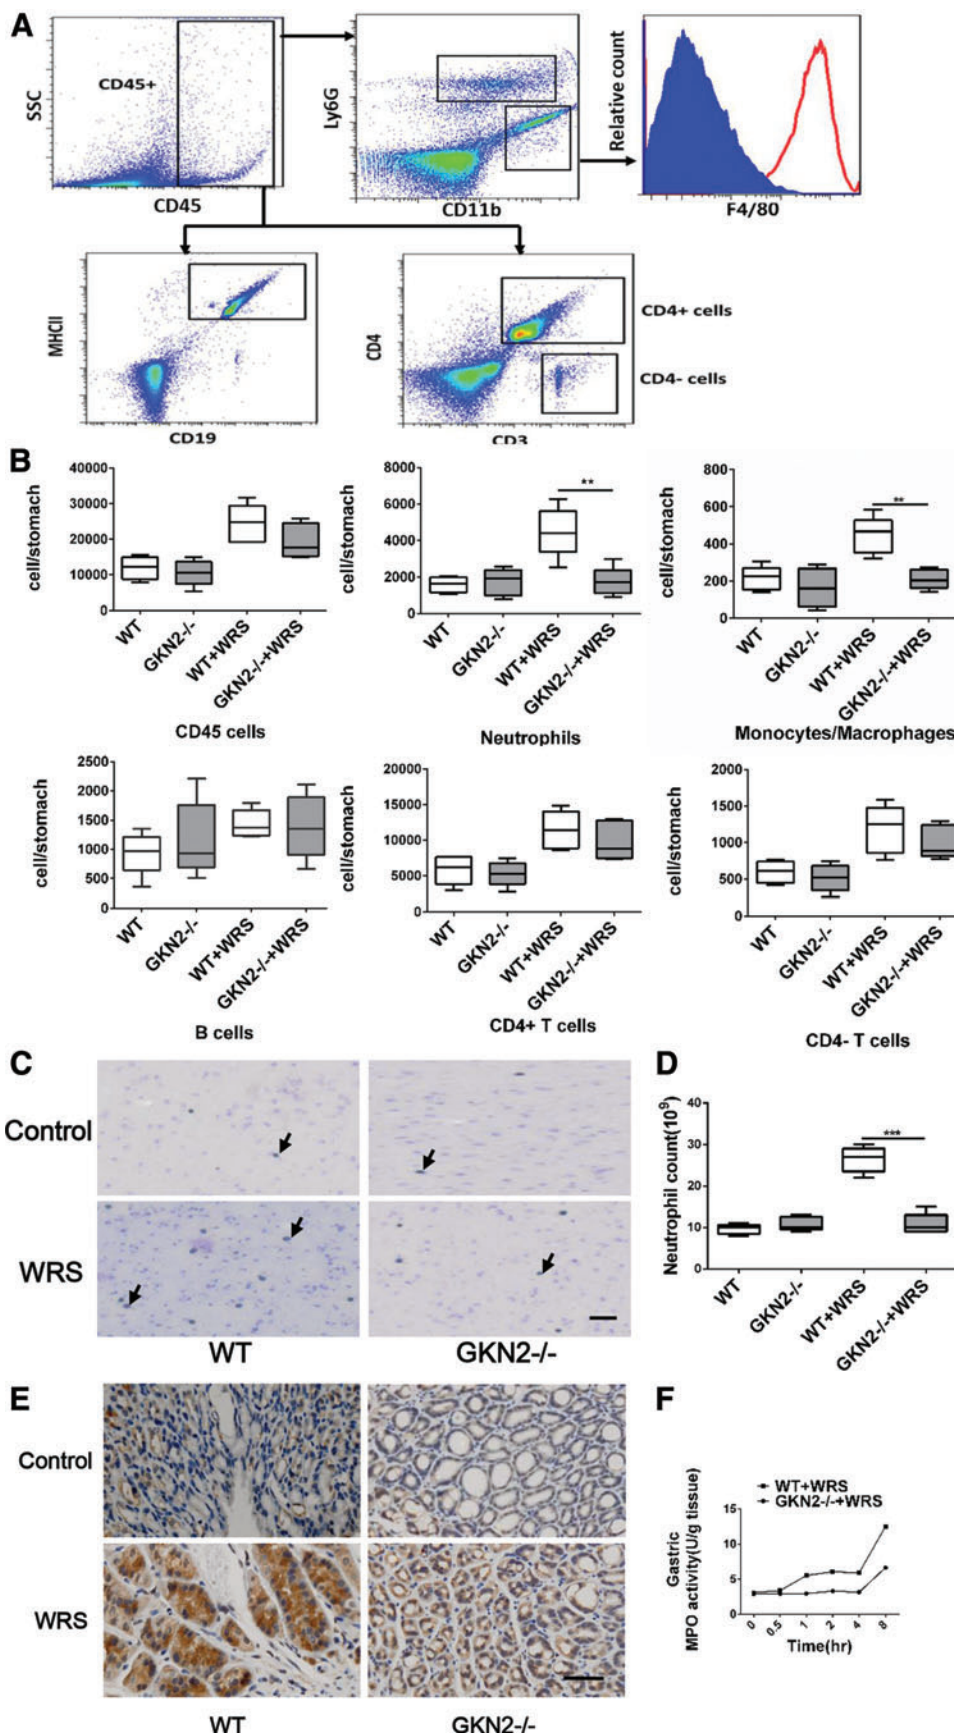 A
SSC
CD45+
CD45
Ly6G
CD11b
Relative count
F4/80
MHCII
CD19
CD4
CD3
CD4+ cells
CD4- cells
B
cell/stomach
40000
30000
20000
10000
0
WT
GKN2-/-
WT+WRS
GKN2-/-+WRS
CD45 cells
cell/stomach
8000
6000
4000
2000
0
**
WT
GKN2-/-
WT+WRS
GKN2-/-+WRS
Neutrophils
cell/stomach
800
600
400
200
0
**
WT
GKN2-/-
WT+WRS
GKN2-/-+WRS
Monocytes/Macrophages
cell/stomach
2500
2000
1500
1000
500
0
WT
GKN2-/-
WT+WRS
GKN2-/-+WRS
B cells
cell/stomach
20000
15000
10000
5000
0
WT
GKN2-/-
WT+WRS
GKN2-/-+WRS
CD4+ T cells
cell/stomach
2000
1500
1000
500
0
WT
GKN2-/-
WT+WRS
GKN2-/-+WRS
CD4- T cells
C
Control
WRS
WT
GKN2-/-
D
Neutrophil count(10^9)
40
30
20
10
0
***
WT
GKN2-/-
WT+WRS
GKN2-/-+WRS
E
Control
WRS
WT
GKN2-/-
F
WT+WRS
GKN2-/-+WRS
Gastric
MPO activity(U/g tissue)
15
10
5
0
0
0.5
1
2
4
8
Time(hr)